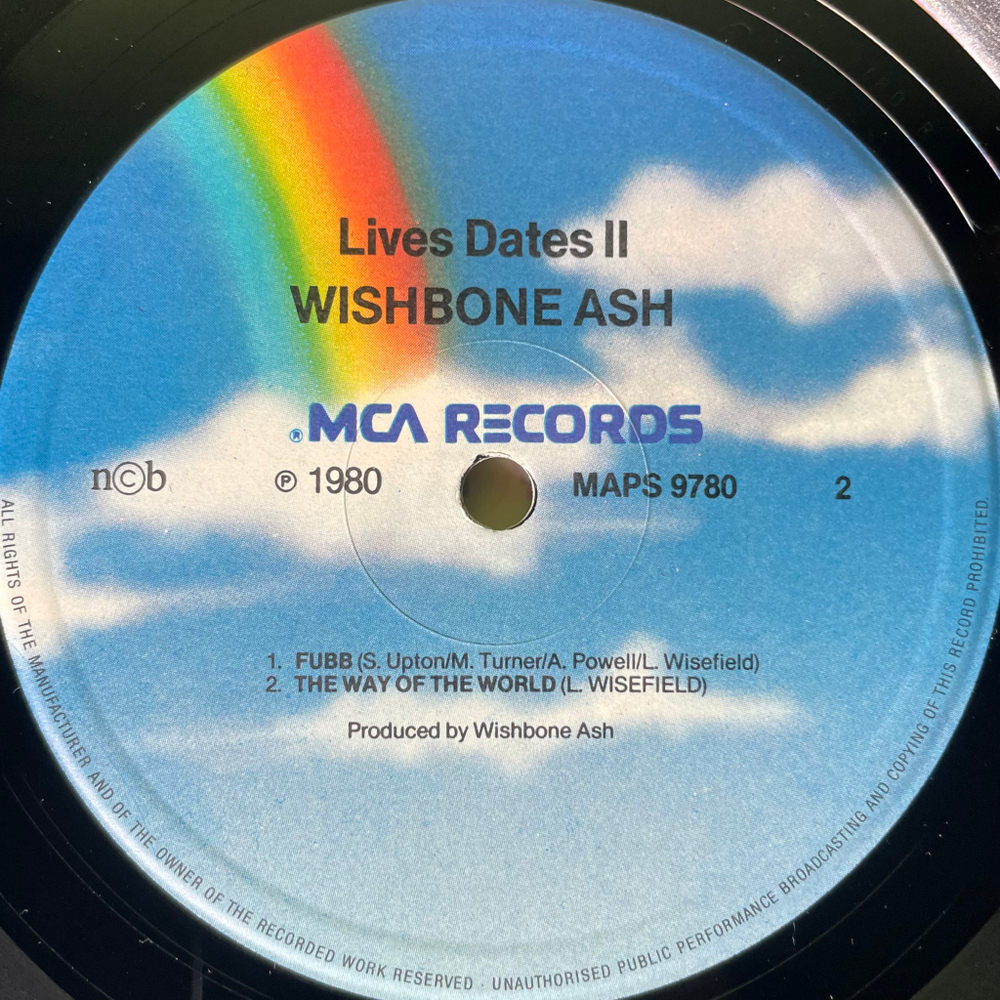 Lives Dates II
WISHBONE ASH
® MCA RECORDS
n©b ℗ 1980 MAPS 9780 2
1. FUBB (S. Upton/M. Turner/A. Powell/L. Wisefield)
2. THE WAY OF THE WORLD (L. WISEFIELD)
Produced by Wishbone Ash
ALL RIGHTS OF THE MANUFACTURER AND OF THE OWNER OF THE RECORDED WORK RESERVED · UNAUTHORISED PUBLIC PERFORMANCE BROADCASTING AND COPYING OF THIS RECORD PROHIBITED.